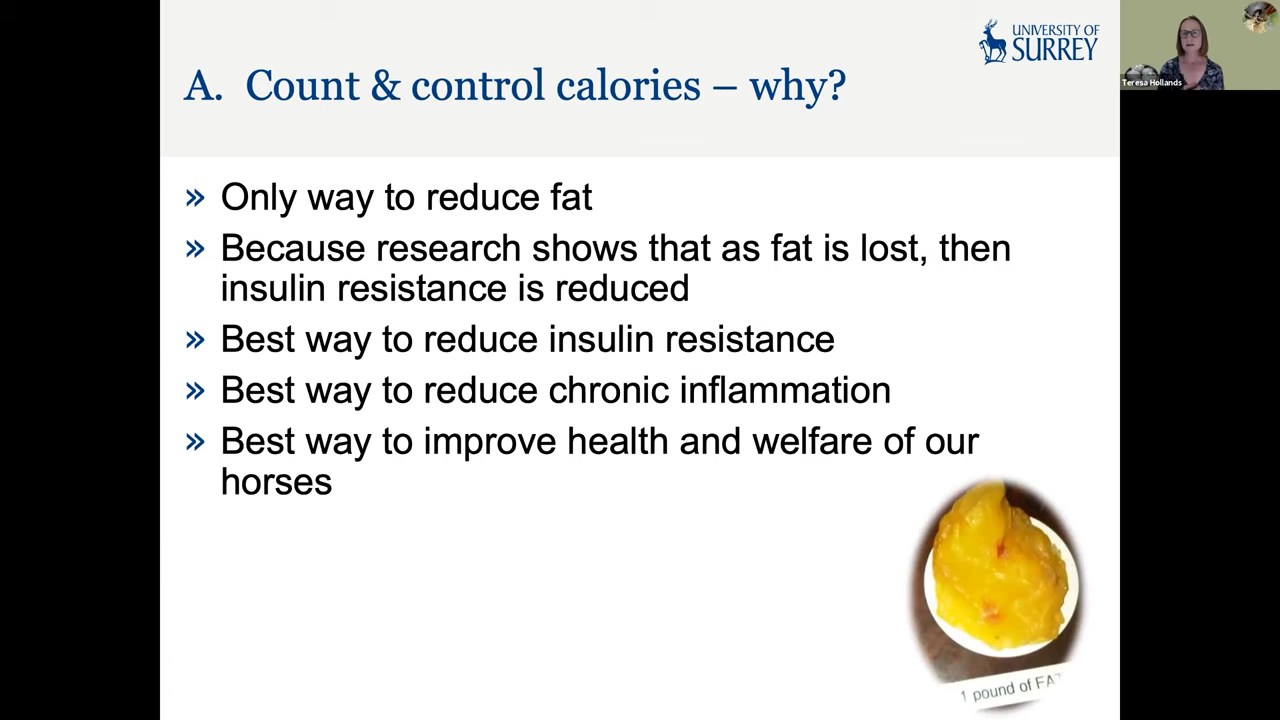 UNIVERSITY OF
SURREY
Teresa Hollands
A. Count & control calories – why?
» Only way to reduce fat
» Because research shows that as fat is lost, then
insulin resistance is reduced
» Best way to reduce insulin resistance
» Best way to reduce chronic inflammation
» Best way to improve health and welfare of our
horses
1 pound of FAT